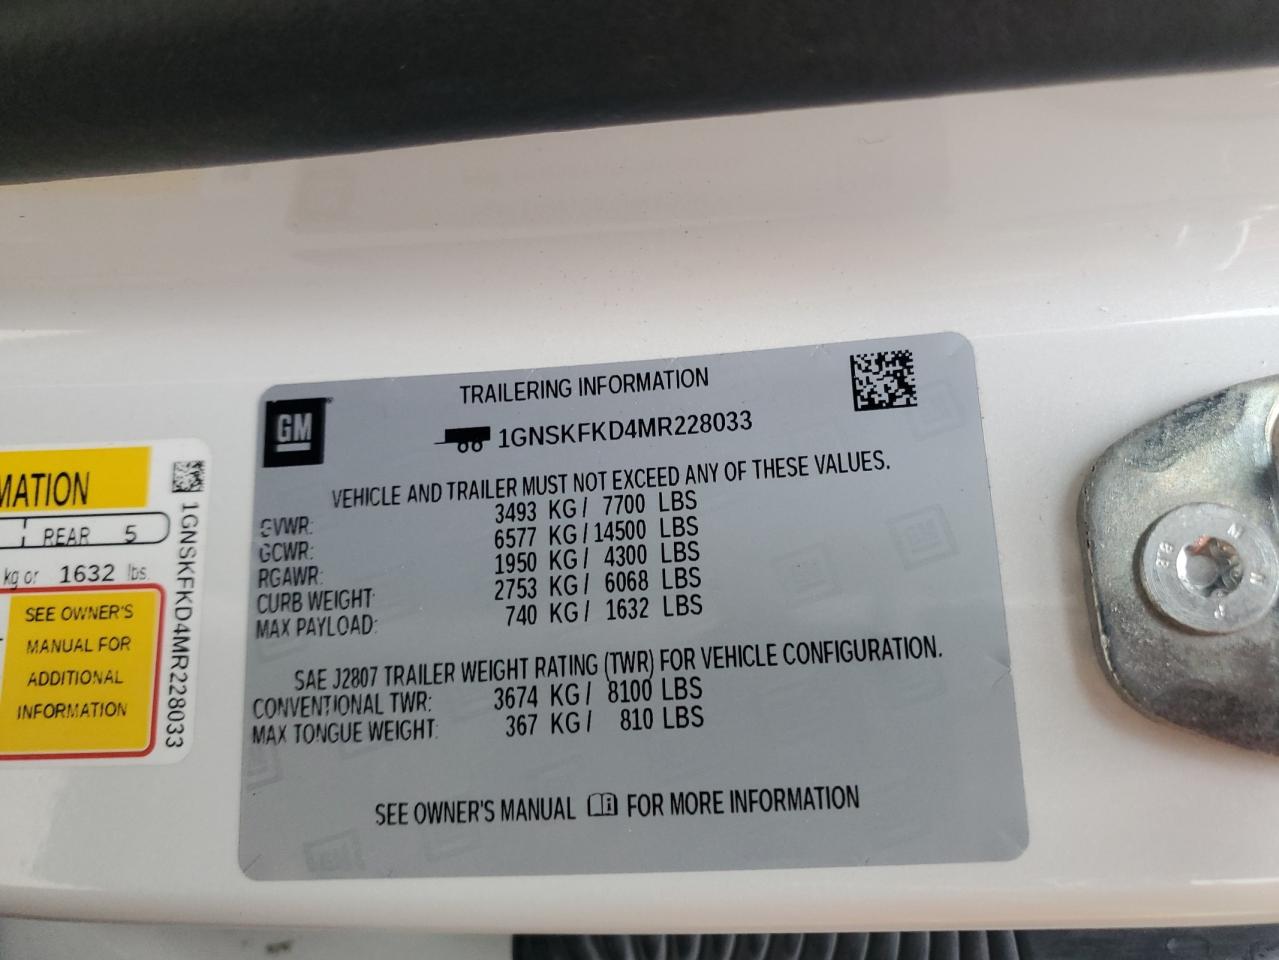 MATION
REAR 5
kg or 1632 lbs.
SEE OWNER'S
MANUAL FOR
ADDITIONAL
INFORMATION
1GNSKFKD4MR228033
GM
TRAILERING INFORMATION
1GNSKFKD4MR228033
VEHICLE AND TRAILER MUST NOT EXCEED ANY OF THESE VALUES.
GVWR: 3493 KG/ 7700 LBS
GCWR: 6577 KG/14500 LBS
RGAWR: 1950 KG/ 4300 LBS
CURB WEIGHT: 2753 KG/ 6068 LBS
MAX PAYLOAD: 740 KG/ 1632 LBS
SAE J2807 TRAILER WEIGHT RATING (TWR) FOR VEHICLE CONFIGURATION.
CONVENTIONAL TWR: 3674 KG/ 8100 LBS
MAX TONGUE WEIGHT: 367 KG/ 810 LBS
SEE OWNER'S MANUAL FOR MORE INFORMATION